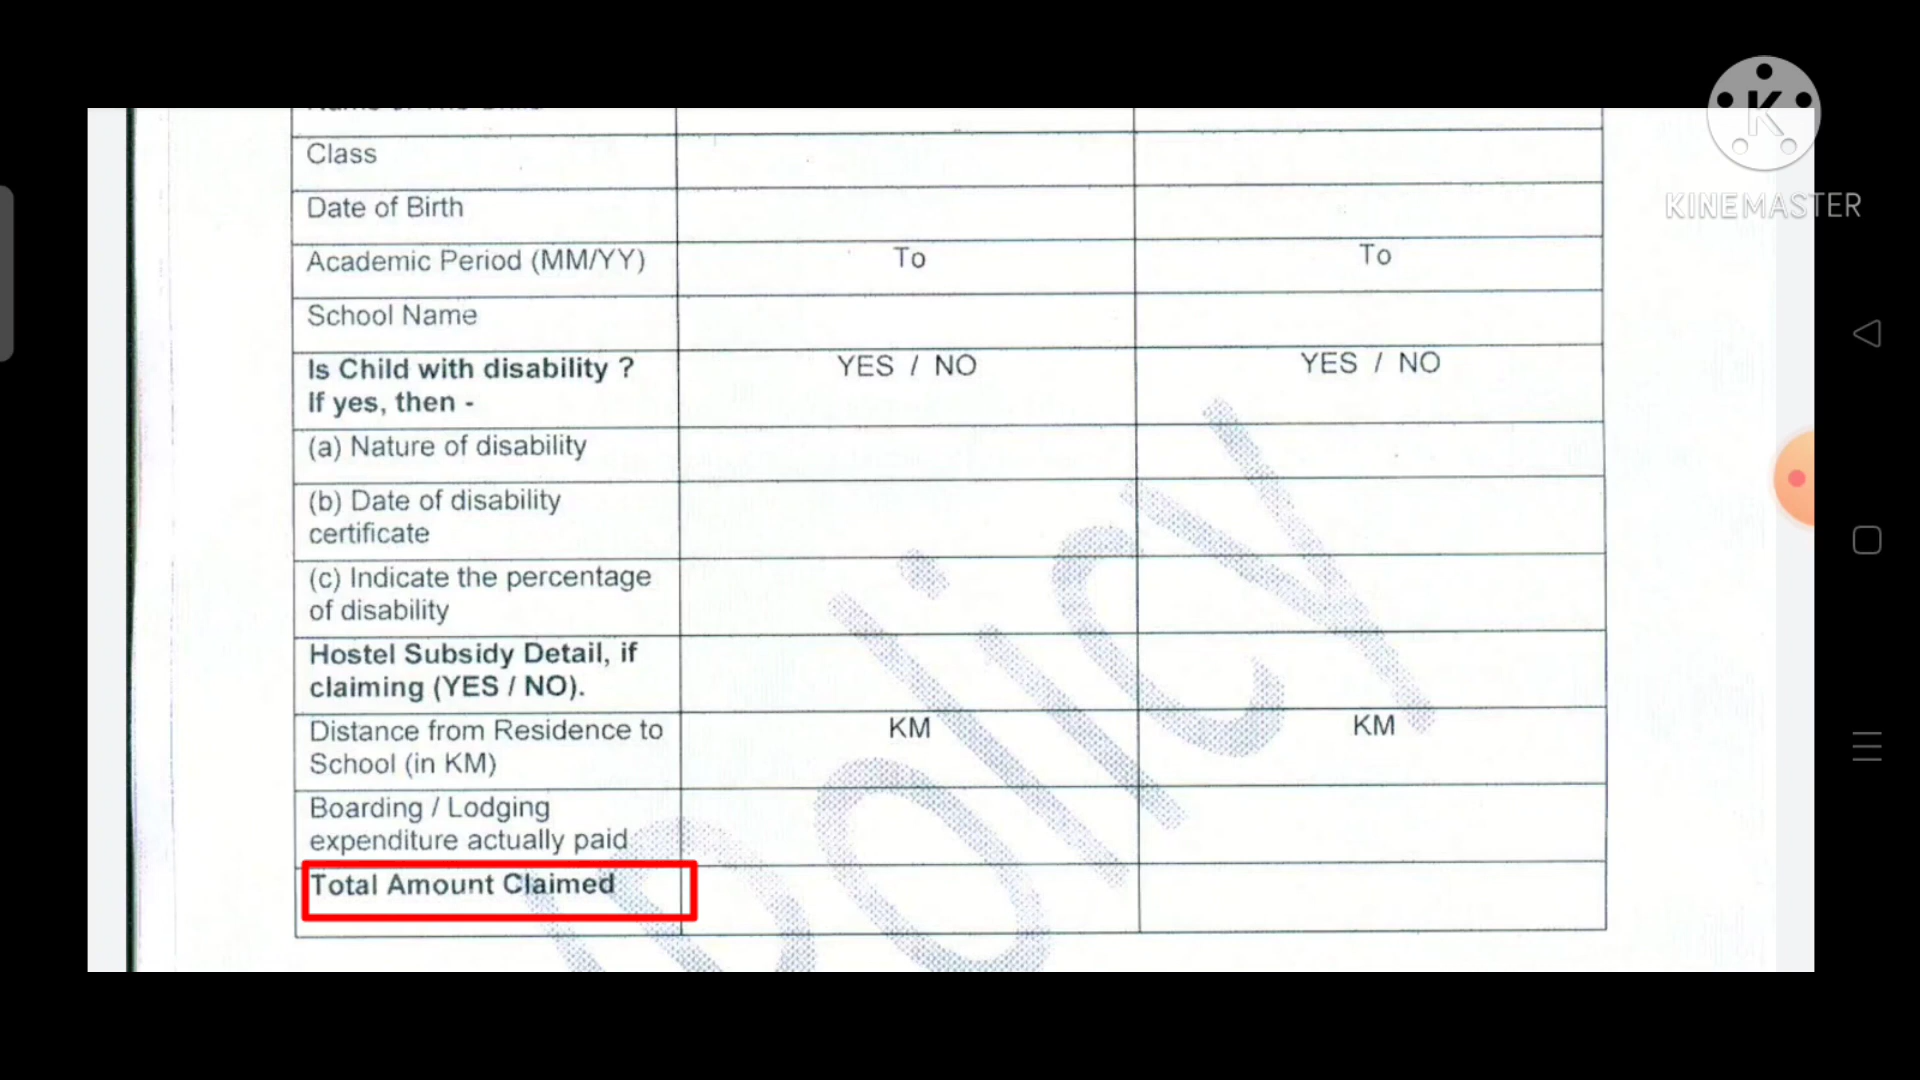 Class
Date of Birth
Academic Period (MM/YY) To To
School Name
Is Child with disability ? YES / NO YES / NO
If yes, then -
(a) Nature of disability
(b) Date of disability
certificate
(c) Indicate the percentage
of disability
Hostel Subsidy Detail, if
claiming (YES / NO).
Distance from Residence to KM KM
School (in KM)
Boarding / Lodging
expenditure actually paid
Total Amount Claimed
Policy
K
KINEMASTER